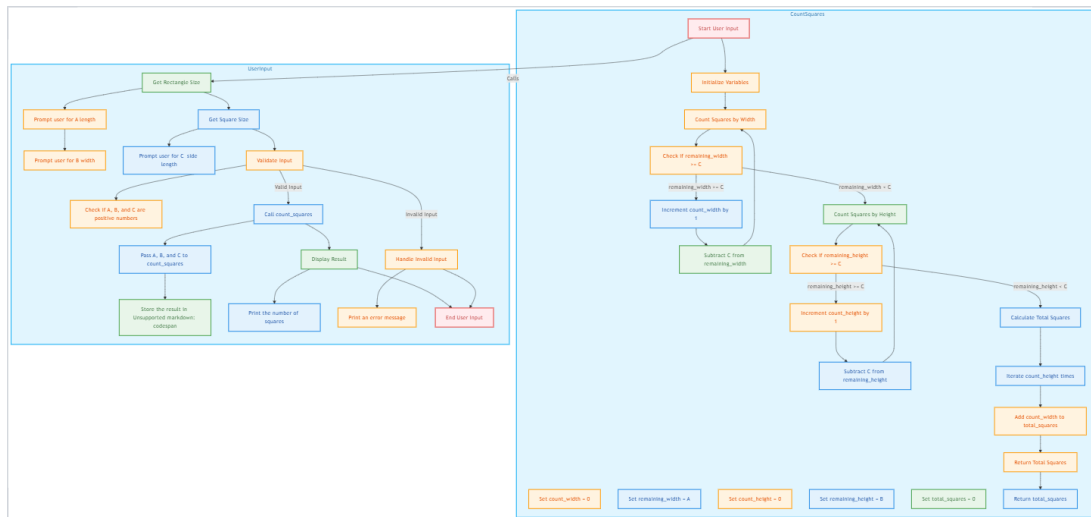 CountSquares
Start User Input
UserInput
Calls
Get Rectangle Size
Initialize Variables
Prompt user for A length
Get Square Size
Count Squares by Width
Prompt user for B width
Prompt user for C side
length
Validate Input
Check if remaining_width
>= C
Valid Input
remaining_width >= C
remaining_width < C
Check if A, B, and C are
positive numbers
Call count_squares
Invalid Input
Increment count_width by
1
Count Squares by Height
Pass A, B, and C to
count_squares
Display Result
Handle Invalid Input
Subtract C from
remaining_width
Check if remaining_height
>= C
remaining_height >= C
remaining_height < C
Store the result in
Unsupported markdown:
codespan
Print the number of
squares
Print an error message
End User Input
Increment count_height by
1
Calculate Total Squares
Subtract C from
remaining_height
Iterate count_height times
Add count_width to
total_squares
Return Total Squares
Set count_width = 0
Set remaining_width = A
Set count_height = 0
Set remaining_height = B
Set total_squares = 0
Return total_squares